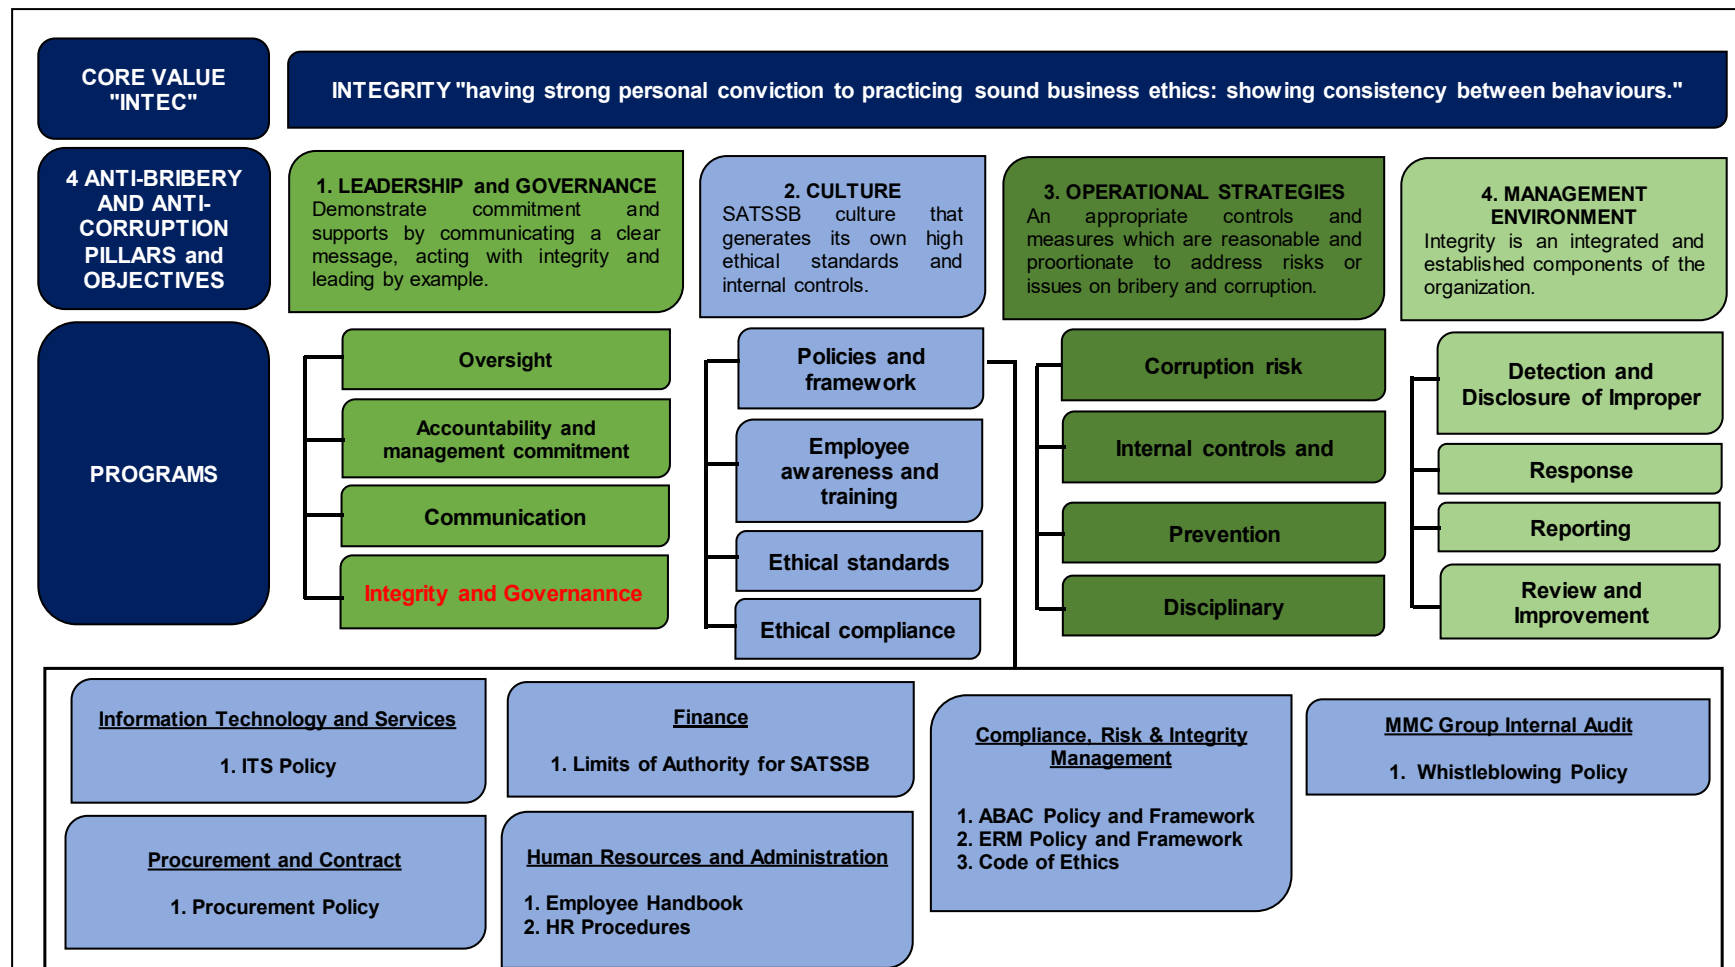 CORE VALUE
"INTEC"
INTEGRITY "having strong personal conviction to practicing sound business ethics: showing consistency between behaviours."
4 ANTI-BRIBERY
AND ANTI-
CORRUPTION
PILLARS and
OBJECTIVES
1. LEADERSHIP and GOVERNANCE
Demonstrate commitment and
supports by communicating a clear
message, acting with integrity and
leading by example.
2. CULTURE
SATSSB culture that
generates its own high
ethical standards and
internal controls.
3. OPERATIONAL STRATEGIES
An appropriate controls and
measures which are reasonable and
proortionate to address risks or
issues on bribery and corruption.
4. MANAGEMENT
ENVIRONMENT
Integrity is an integrated and
established components of the
organization.
PROGRAMS
Oversight
Accountability and
management commitment
Communication
Integrity and Governannce
Policies and
framework
Employee
awareness and
training
Ethical standards
Ethical compliance
Corruption risk
Internal controls and
Prevention
Disciplinary
Detection and
Disclosure of Improper
Response
Reporting
Review and
Improvement
Information Technology and Services
1. ITS Policy
Finance
1. Limits of Authority for SATSSB
Compliance, Risk & Integrity
Management
1. ABAC Policy and Framework
2. ERM Policy and Framework
3. Code of Ethics
MMC Group Internal Audit
1. Whistleblowing Policy
Procurement and Contract
1. Procurement Policy
Human Resources and Administration
1. Employee Handbook
2. HR Procedures